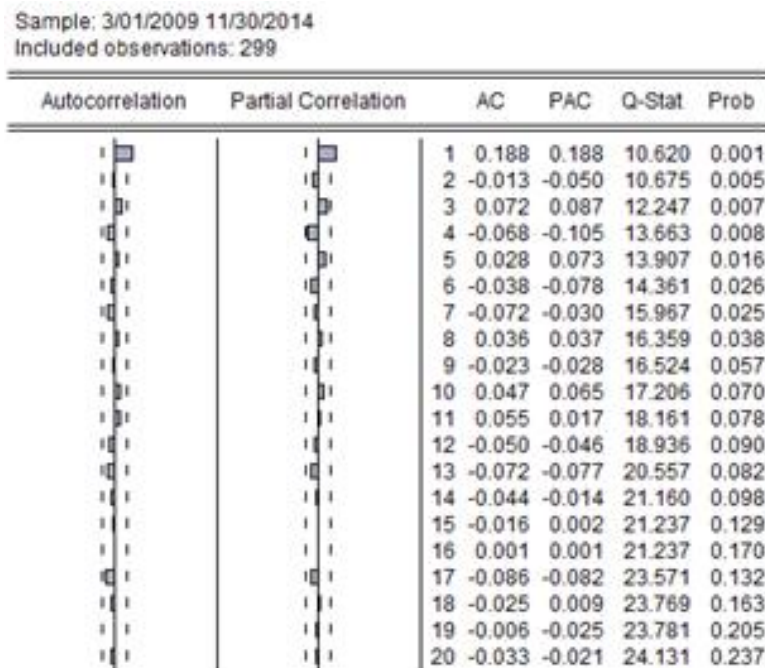 Sample: 3/01/2009 11/30/2014
Included observations: 299
Autocorrelation Partial Correlation AC PAC Q-Stat Prob
1 0.188 0.188 10.620 0.001
2 -0.013 -0.050 10.675 0.005
3 0.072 0.087 12.247 0.007
4 -0.068 -0.105 13.663 0.008
5 0.028 0.073 13.907 0.016
6 -0.038 -0.078 14.361 0.026
7 -0.072 -0.030 15.967 0.025
8 0.036 0.037 16.359 0.038
9 -0.023 -0.028 16.524 0.057
10 0.047 0.065 17.206 0.070
11 0.055 0.017 18.161 0.078
12 -0.050 -0.046 18.936 0.090
13 -0.072 -0.077 20.557 0.082
14 -0.044 -0.014 21.160 0.098
15 -0.016 0.002 21.237 0.129
16 0.001 0.001 21.237 0.170
17 -0.086 -0.082 23.571 0.132
18 -0.025 0.009 23.769 0.163
19 -0.006 -0.025 23.781 0.205
20 -0.033 -0.021 24.131 0.237